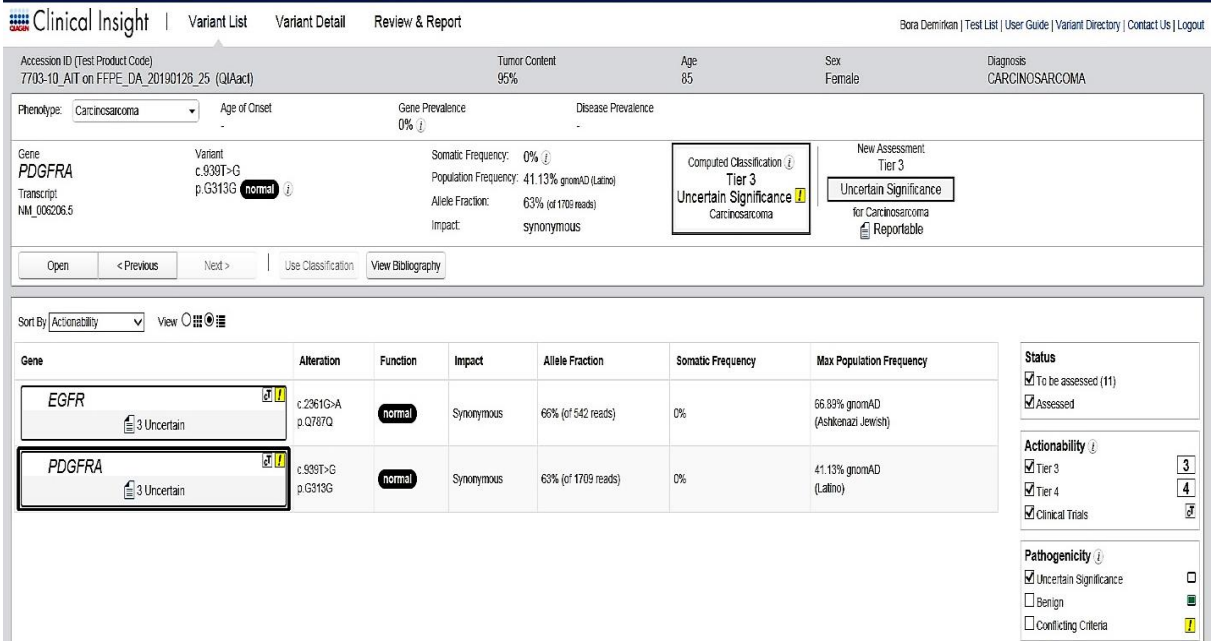 QIAGEN Clinical Insight | Variant List Variant Detail Review & Report
Bora Demirkan | Test List | User Guide | Variant Directory | Contact Us | Logout
Accession ID (Test Product Code) Tumor Content Age Sex Diagnosis
7703-10_AIT on FFPE_DA_20190126_25 (QIAact) 95% 85 Female CARCINOSARCOMA
Phenotype: Carcinosarcoma Age of Onset Gene Prevalence Disease Prevalence
- 0% i -
Gene
PDGFRA
Transcript
NM_006206.5
Variant
c.939T>G
p.G313G normal i
Somatic Frequency: 0% i
Population Frequency: 41.13% gnomAD (Latino)
Allele Fraction: 63% (of 1709 reads)
Impact: synonymous
Computed Classification i
Tier 3
Uncertain Significance !
Carcinosarcoma
New Assessment
Tier 3
Uncertain Significance
for Carcinosarcoma
Reportable
Open < Previous Next > | Use Classification View Bibliography
Sort By Actionability View
Gene Alteration Function Impact Allele Fraction Somatic Frequency Max Population Frequency
EGFR cT !
3 Uncertain
c.2361G>A
p.Q787Q
normal Synonymous 66% (of 542 reads) 0%
66.89% gnomAD
(Ashkenazi Jewish)
PDGFRA cT !
3 Uncertain
c.939T>G
p.G313G
normal Synonymous 63% (of 1709 reads) 0%
41.13% gnomAD
(Latino)
Status
To be assessed (11)
Assessed
Actionability i
Tier 3 3
Tier 4 4
Clinical Trials cT
Pathogenicity i
Uncertain Significance
Benign
Conflicting Criteria !